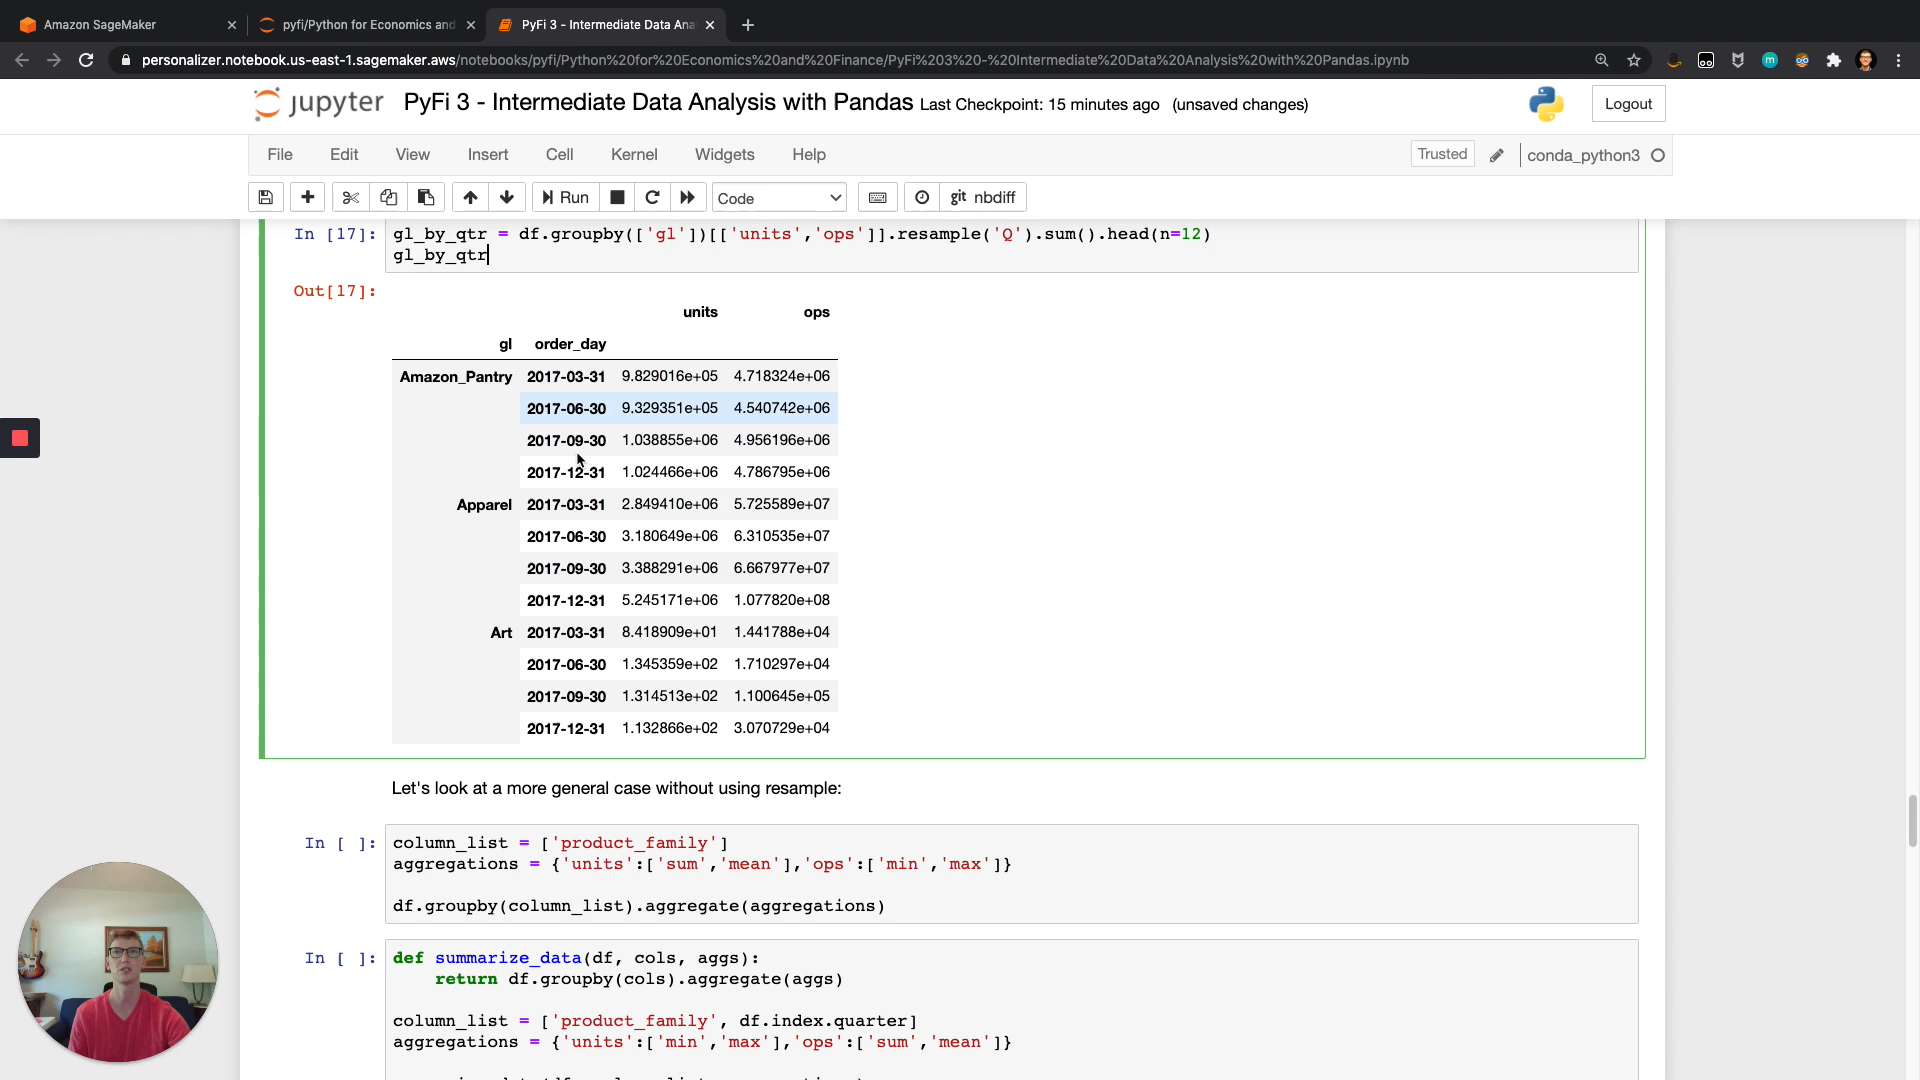 Amazon SageMaker
pyfi/Python for Economics and
PyFi 3 - Intermediate Data Ana
personalizer.notebook.us-east-1.sagemaker.aws/notebooks/pyfi/Python%20for%20Economics%20and%20Finance/PyFi%203%20-%20Intermediate%20Data%20Analysis%20with%20Pandas.ipynb
jupyter PyFi 3 - Intermediate Data Analysis with Pandas Last Checkpoint: 15 minutes ago (unsaved changes)
Logout
File Edit View Insert Cell Kernel Widgets Help
Trusted
conda_python3
Run
Code
git nbdiff
In [17]: gl_by_qtr = df.groupby(['gl'])[['units','ops']].resample('Q').sum().head(n=12)
gl_by_qtr
Out[17]:
units ops
gl order_day
Amazon_Pantry 2017-03-31 9.829016e+05 4.718324e+06
2017-06-30 9.329351e+05 4.540742e+06
2017-09-30 1.038855e+06 4.956196e+06
2017-12-31 1.024466e+06 4.786795e+06
Apparel 2017-03-31 2.849410e+06 5.725589e+07
2017-06-30 3.180649e+06 6.310535e+07
2017-09-30 3.388291e+06 6.667977e+07
2017-12-31 5.245171e+06 1.077820e+08
Art 2017-03-31 8.418909e+01 1.441788e+04
2017-06-30 1.345359e+02 1.710297e+04
2017-09-30 1.314513e+02 1.100645e+05
2017-12-31 1.132866e+02 3.070729e+04
Let's look at a more general case without using resample:
In [ ]: column_list = ['product_family']
aggregations = {'units':['sum','mean'],'ops':['min','max']}
df.groupby(column_list).aggregate(aggregations)
In [ ]: def summarize_data(df, cols, aggs):
return df.groupby(cols).aggregate(aggs)
column_list = ['product_family', df.index.quarter]
aggregations = {'units':['min','max'],'ops':['sum','mean']}